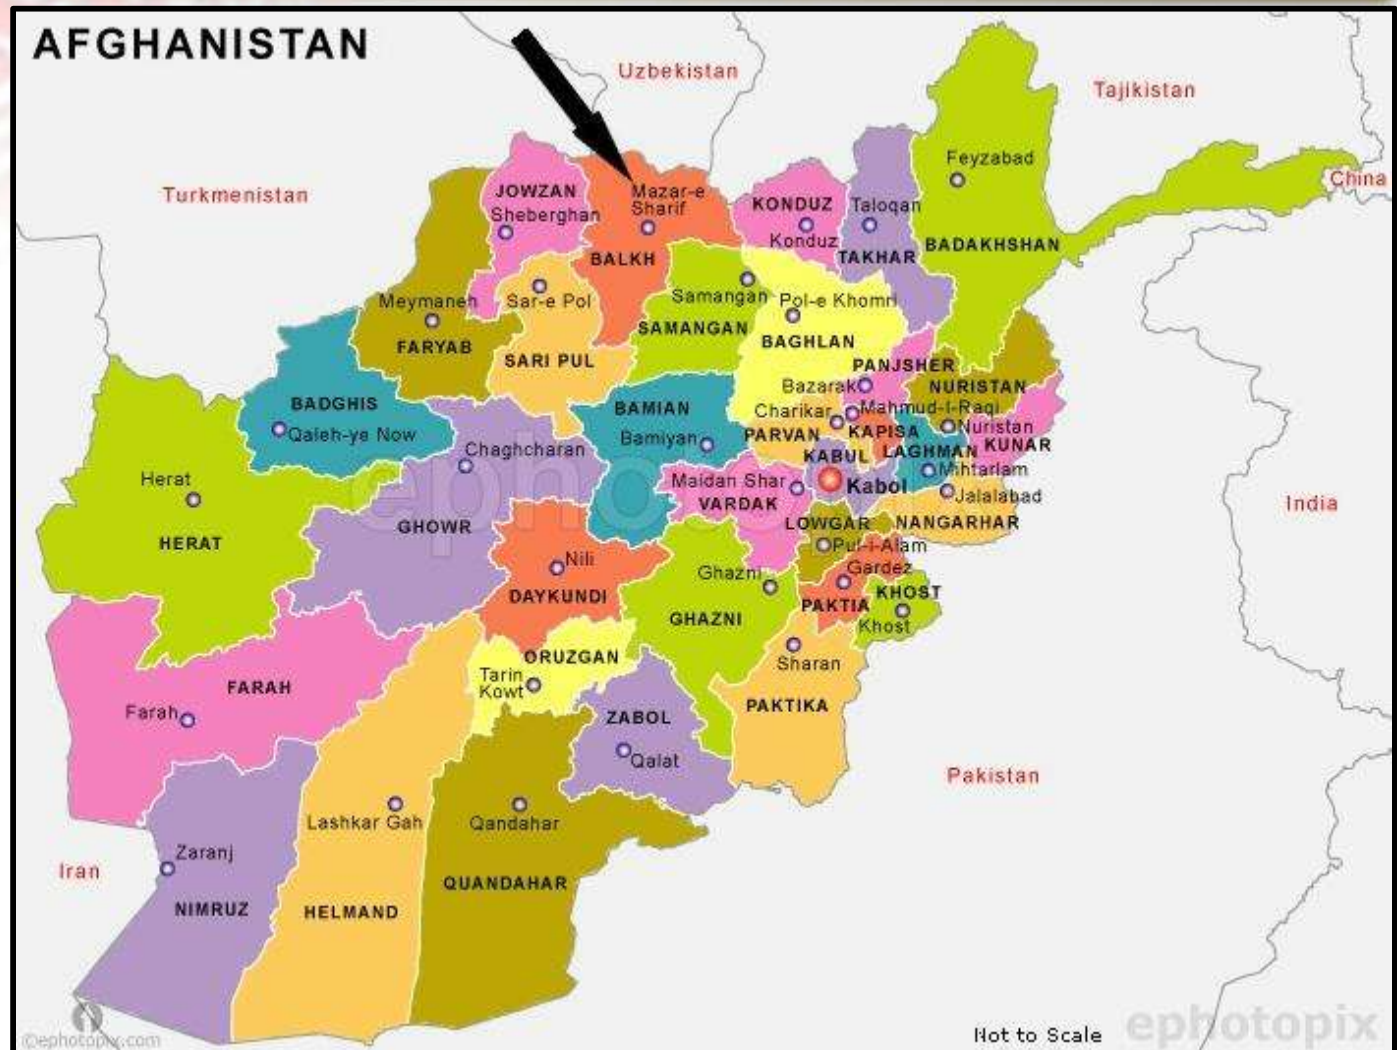 AFGHANISTAN
Uzbekistan
Tajikistan
Turkmenistan
China
Feyzabad
BADAKHSHAN
JOWZAN
Sheberghan
Mazar-e
Sharif
BALKH
KONDUZ
Konduz
Taloqan
TAKHAR
Meymaneh
FARYAB
Sar-e Pol
SARI PUL
Samangan
SAMANGAN
Pol-e Khomri
BAGHLAN
PANJSHER
Bazarak
NURISTAN
Nuristan
BADGHIS
Qaleh-ye Now
BAMIAN
Bamiyan
Charikar
PARVAN
Mahmud-I-Raqi
KAPISA
KUNAR
LAGHMAN
Mihtarlam
KABUL
Kabol
Chaghcharan
GHOWR
Herat
HERAT
Maidan Shar
VARDAK
Jalalabad
NANGARHAR
LOWGAR
Pul-i-Alam
India
Nili
DAYKUNDI
Ghazni
GHAZNI
Gardez
PAKTIA
KHOST
Khost
Sharan
PAKTIKA
ORUZGAN
Tarin
Kowt
FARAH
Farah
ZABOL
Qalat
Pakistan
Lashkar Gah
HELMAND
Qandahar
QUANDAHAR
Iran
Zaranj
NIMRUZ
©ephotopix.com
Not to Scale
ephotopix